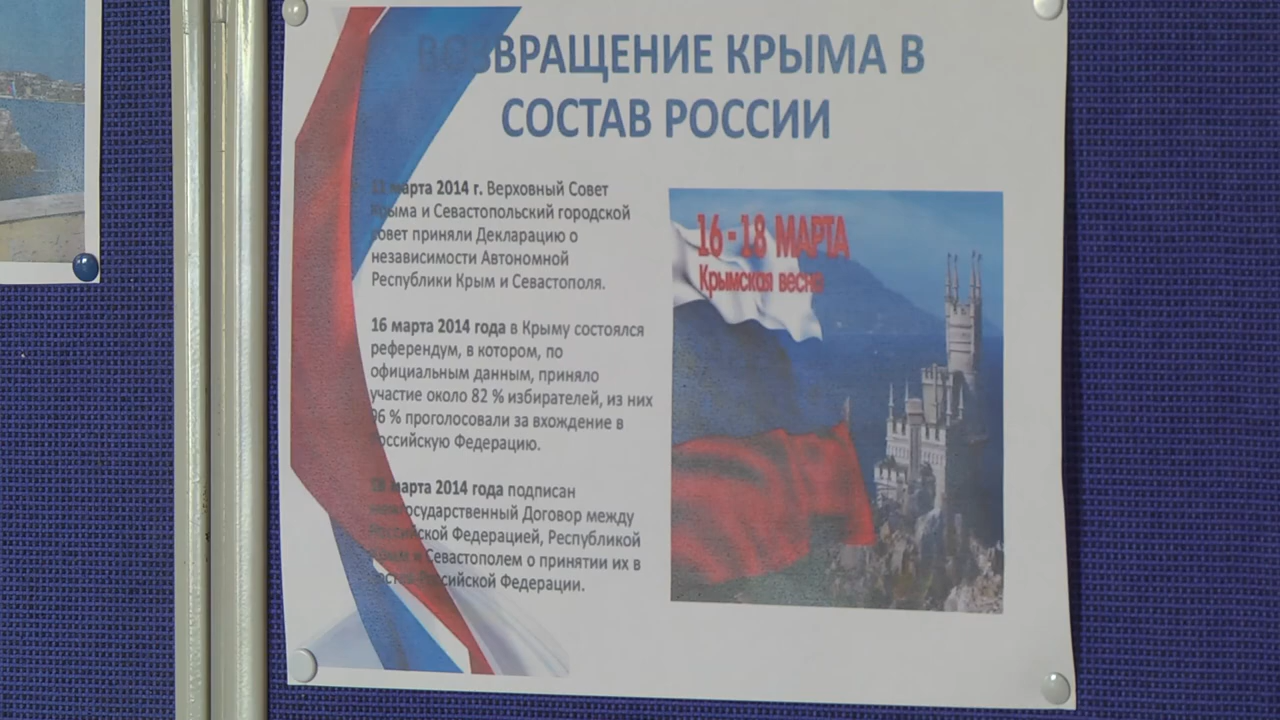 ВОЗВРАЩЕНИЕ КРЫМА В
СОСТАВ РОССИИ
марта 2014 г. Верховный Совет
Крыма и Севастопольский городской
совет приняли Декларацию о
независимости Автономной
Республики Крым и Севастополя.
16 марта 2014 года в Крыму состоялся
референдум, в котором, по
официальным данным, приняло
участие около 82 % избирателей, из них
96 % проголосовали за вхождение в
Российскую Федерацию.
18 марта 2014 года подписан
межгосударственный Договор между
Российской Федерацией, Республикой
Крым и Севастополем о принятии их в
состав Российской Федерации.
16 - 18 МАРТА
Крымская весна